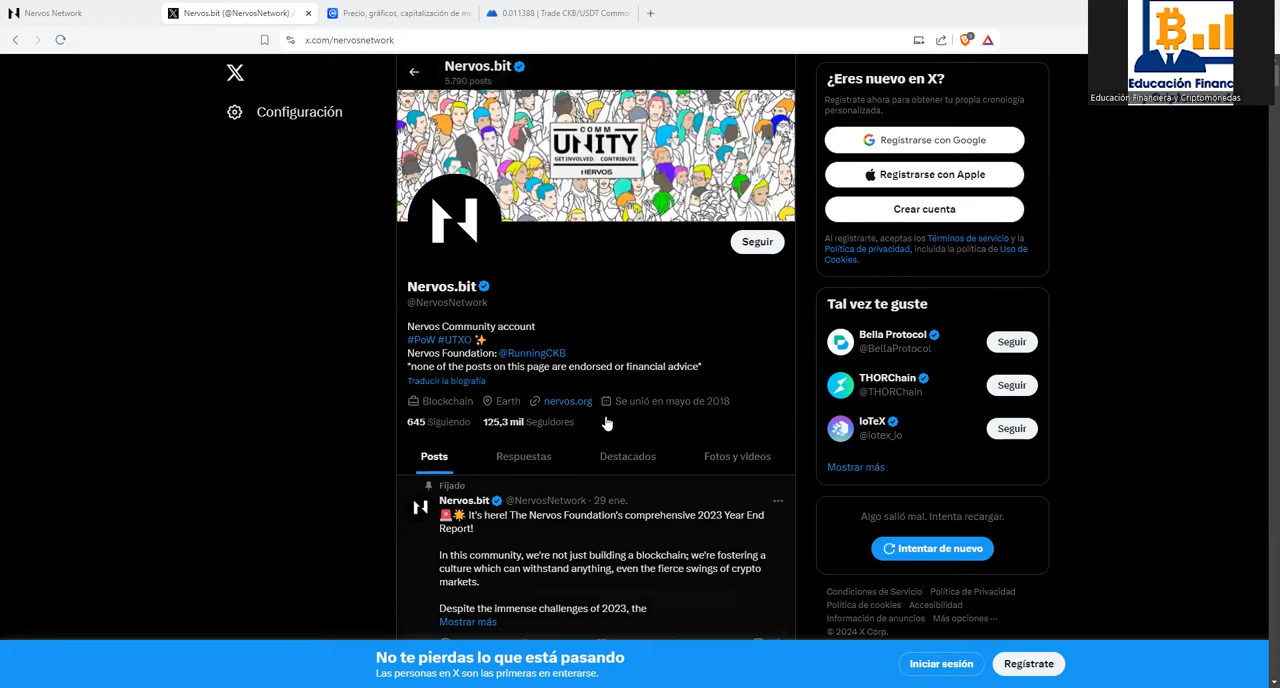 Nervos Network
Nervos.bit (@NervosNetwork) /
Precio, gráficos, capitalización de m
0.011388 | Trade CKB/USDT Commo
x.com/nervosnetwork
Educación Financ
Educación Financiera y Criptomonedas
Configuración
Nervos.bit
5.790 posts
COMM
UNITY
GET INVOLVED. CONTRIBUTE.
NERVOS
Seguir
Nervos.bit
@NervosNetwork
Nervos Community account
#PoW #UTXO ✨
Nervos Foundation: @RunningCKB
*none of the posts on this page are endorsed or financial advice*
Traducir la biografía
Blockchain Earth nervos.org Se unió en mayo de 2018
645 Siguiendo 125,3 mil Seguidores
Posts Respuestas Destacados Fotos y videos
Fijado
Nervos.bit @NervosNetwork · 29 ene.
🚨☀️ It's here! The Nervos Foundation's comprehensive 2023 Year End
Report!
In this community, we're not just building a blockchain; we're fostering a
culture which can withstand anything, even the fierce swings of crypto
markets.
Despite the immense challenges of 2023, the
Mostrar más
¿Eres nuevo en X?
Regístrate ahora para obtener tu propia cronología
personalizada.
Registrarse con Google
Registrarse con Apple
Crear cuenta
Al registrarte, aceptas los Términos de servicio y la
Política de privacidad, incluida la política de Uso de
Cookies.
Tal vez te guste
Bella Protocol
@BellaProtocol
Seguir
THORChain
@THORChain
Seguir
IoTeX
@iotex_io
Seguir
Mostrar más
Algo salió mal. Intenta recargar.
Intentar de nuevo
Condiciones de Servicio Política de Privacidad
Política de cookies Accesibilidad
Información de anuncios Más opciones ···
© 2024 X Corp.
No te pierdas lo que está pasando
Las personas en X son las primeras en enterarse.
Iniciar sesión Regístrate